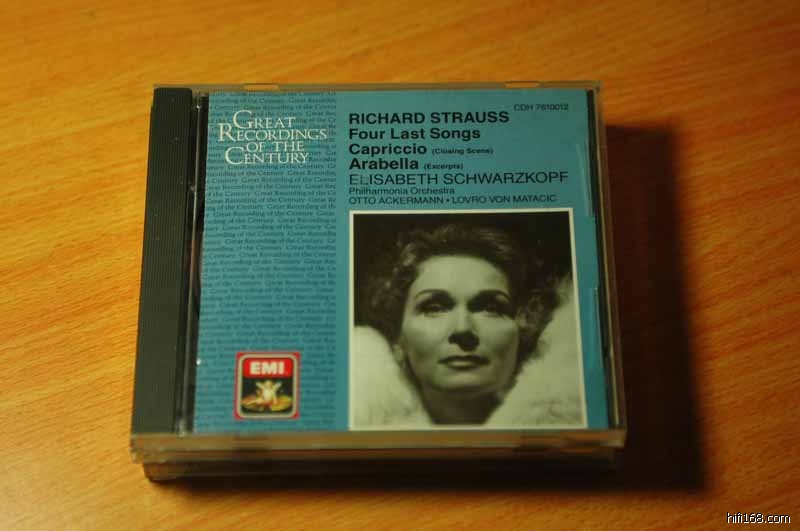 CDH 7610012
GREAT
RECORDINGS
OF THE
CENTURY
RICHARD STRAUSS
Four Last Songs
Capriccio (Closing Scene)
Arabella (Excerpts)
ELISABETH SCHWARZKOPF
Philharmonia Orchestra
OTTO ACKERMANN • LOVRO VON MATACIC
EMI
hifi168.com